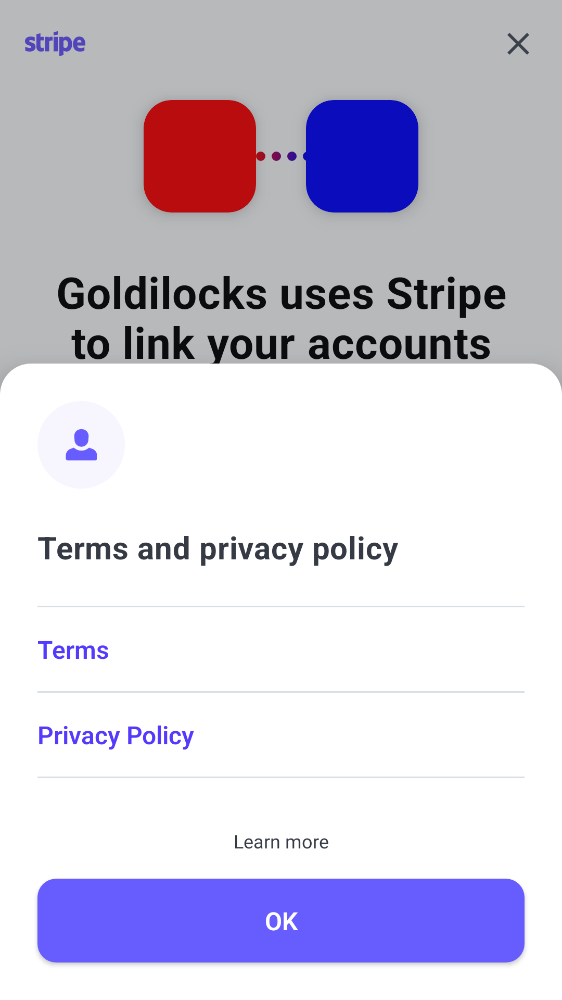 stripe
Goldilocks uses Stripe
to link your accounts
Terms and privacy policy
Terms
Privacy Policy
Learn more
OK